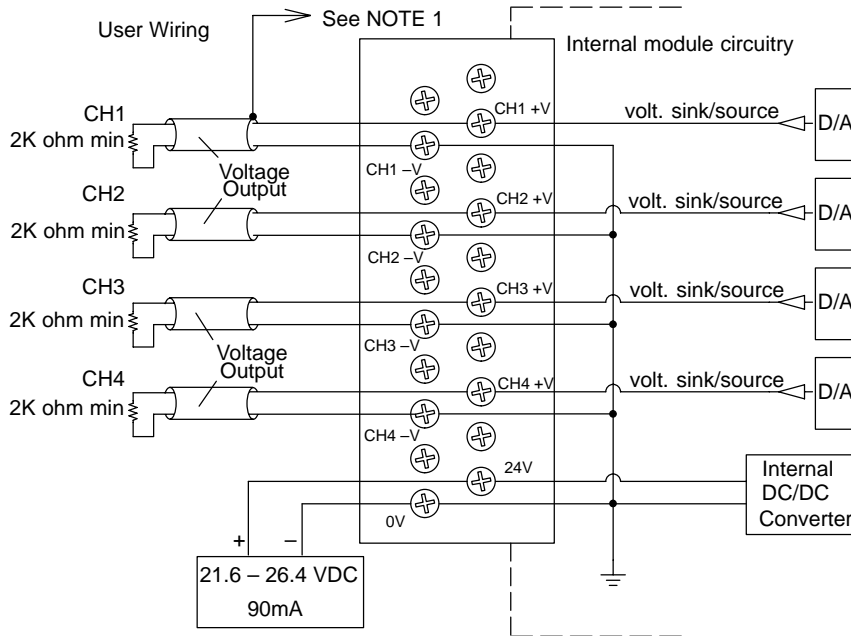 User Wiring
See NOTE 1
Internal module circuitry
CH1
2K ohm min
Voltage
Output
CH1 +V
CH1 –V
volt. sink/source
D/A
CH2
2K ohm min
CH2 +V
CH2 –V
volt. sink/source
D/A
CH3
2K ohm min
Voltage
Output
CH3 +V
CH3 –V
volt. sink/source
D/A
CH4
2K ohm min
CH4 +V
CH4 –V
volt. sink/source
D/A
24V
0V
Internal
DC/DC
Converter
+ –
21.6 – 26.4 VDC
90mA